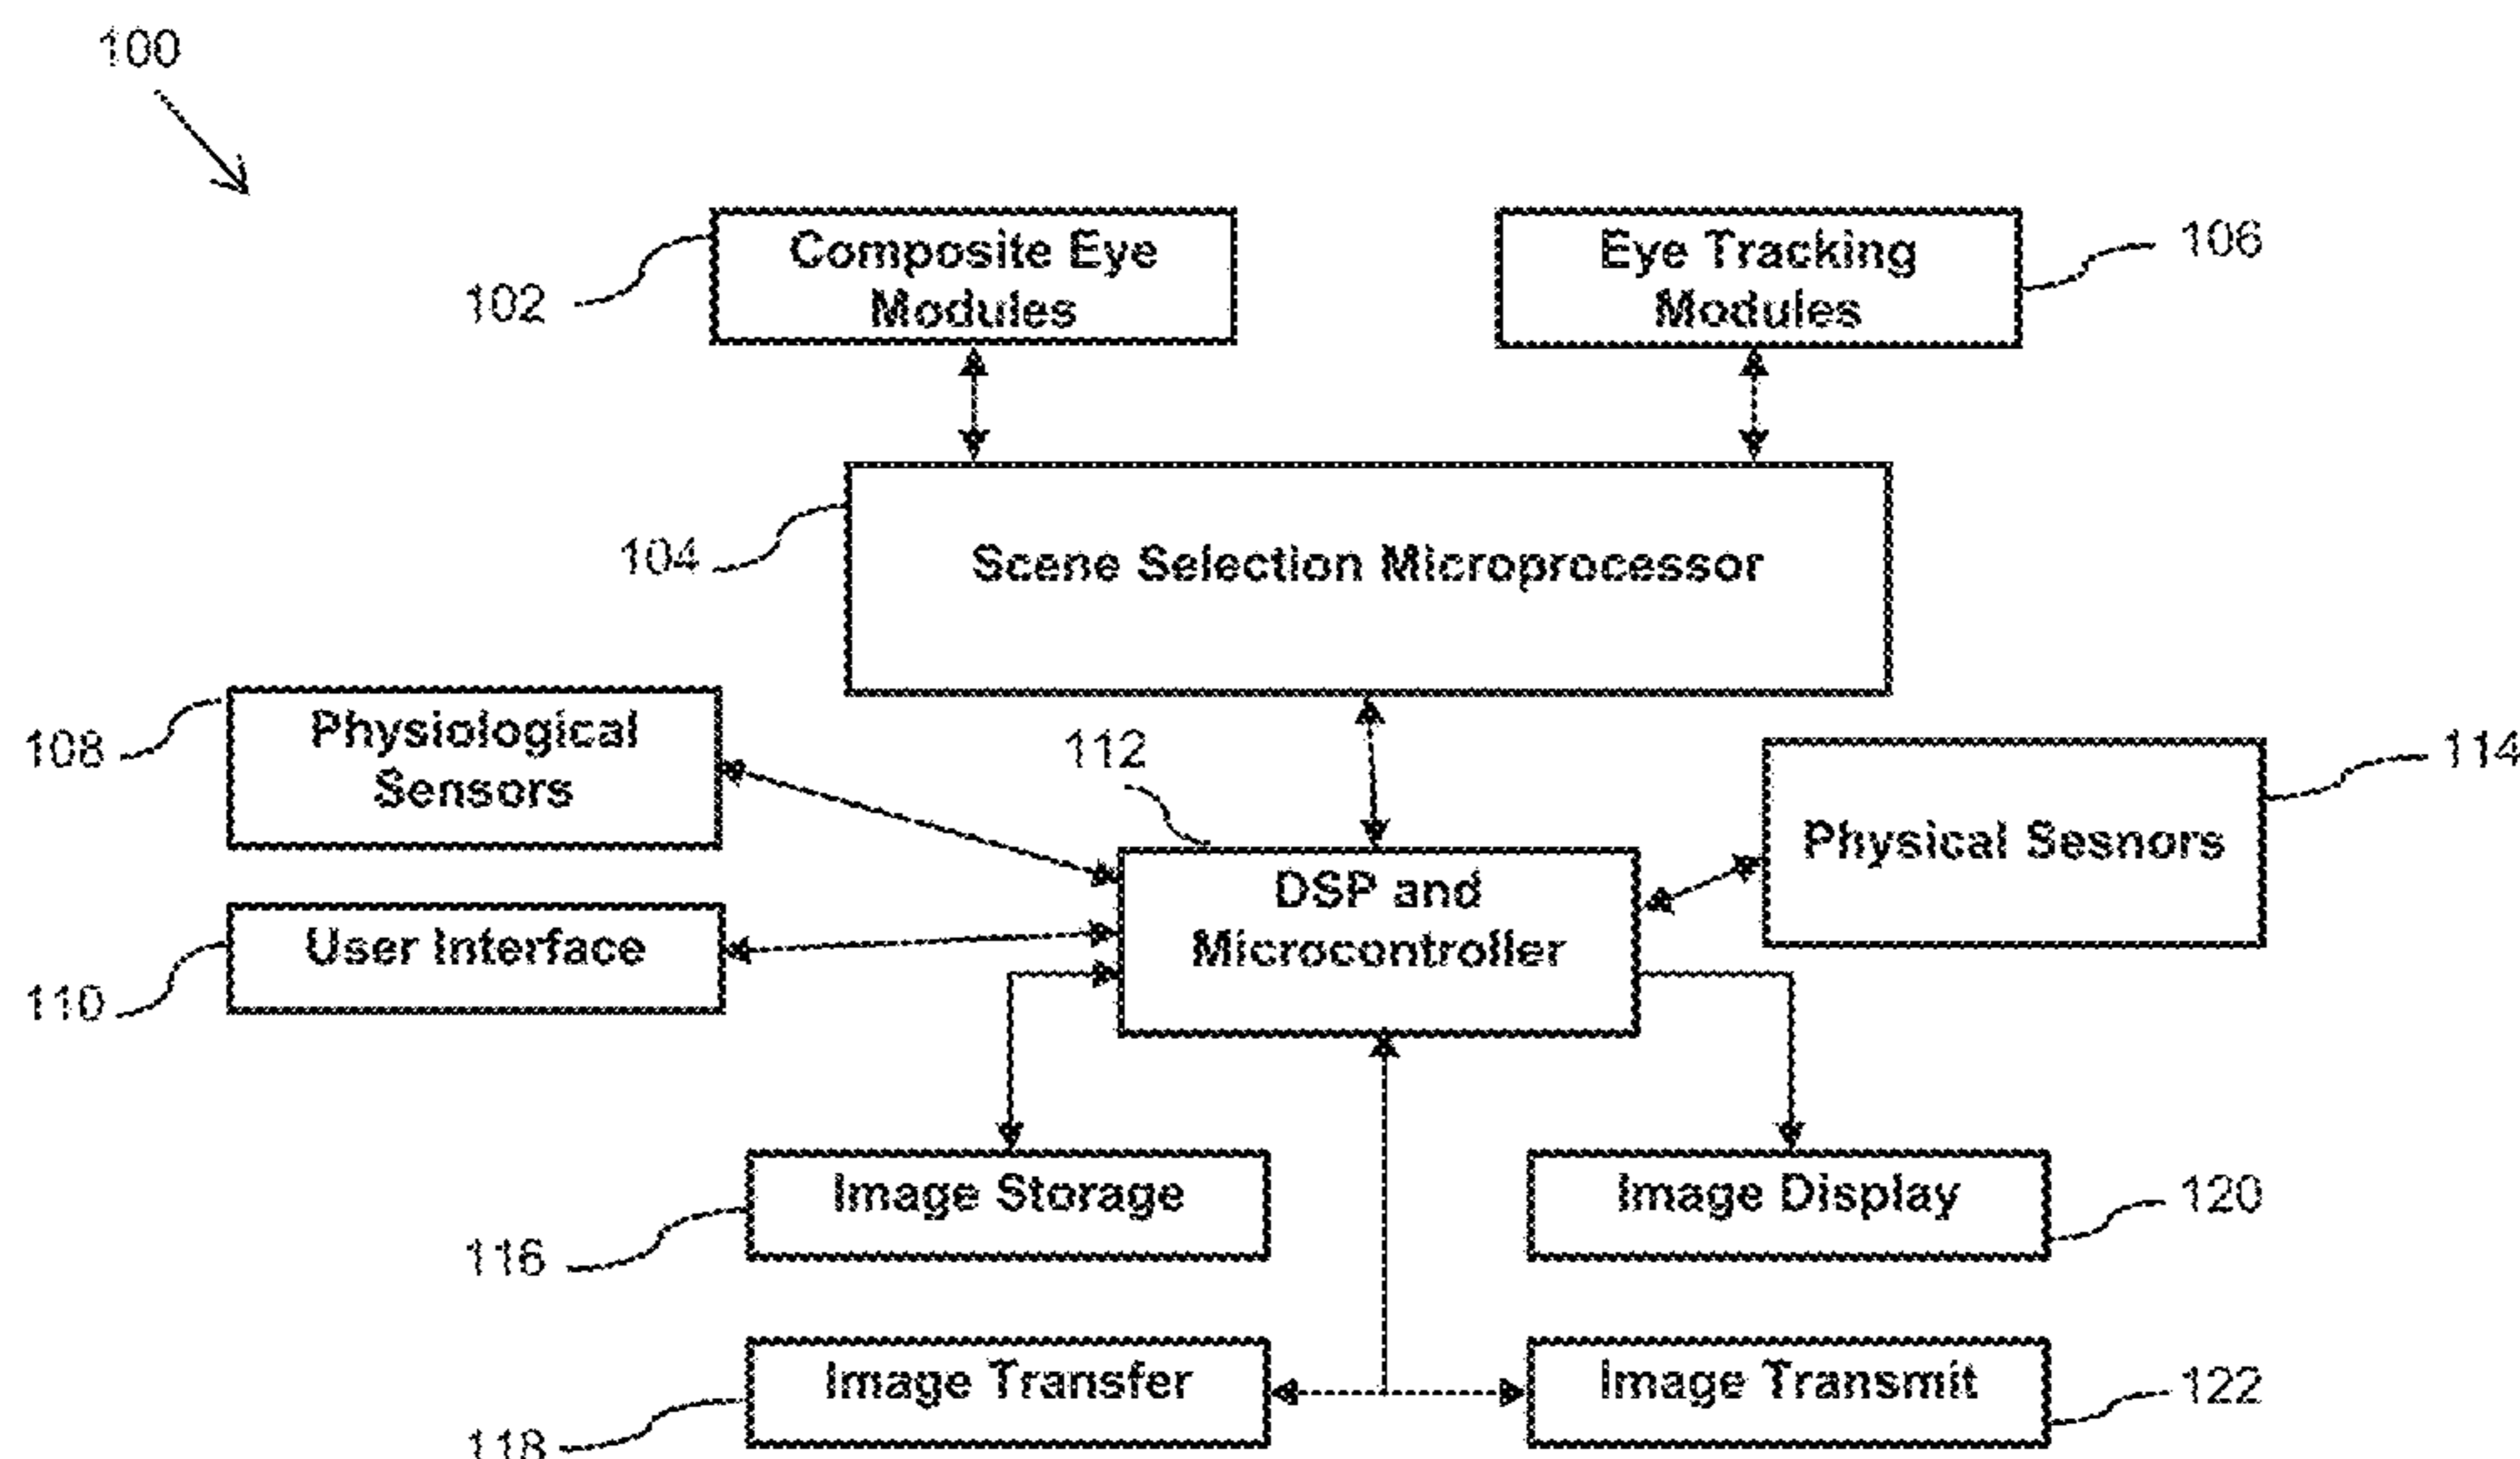 100
Composite Eye
Modules
Eye Tracking
Modules
106
102
Scene Selection Microprocessor
104
Physiological
Sensors
108
112
114
Physical Sesnors
DSP and
Microcontroller
User Interface
110
Image Storage
116
Image Display
120
Image Transfer
118
Image Transmit
122